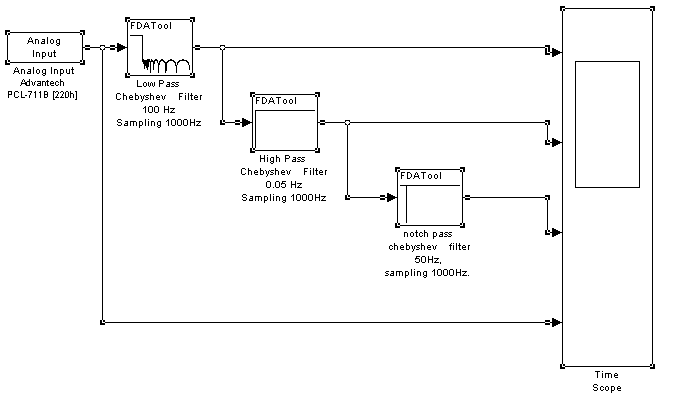 FDATool
Analog
Input
Analog Input
Advantech
PCL-711B [220h]
Low Pass
Chebyshev Filter
100 Hz
Sampling 1000Hz
FDATool
High Pass
Chebyshev Filter
0.05 Hz
Sampling 1000Hz
FDATool
notch pass
chebyshev filter
50Hz,
sampling 1000Hz.
Time
Scope